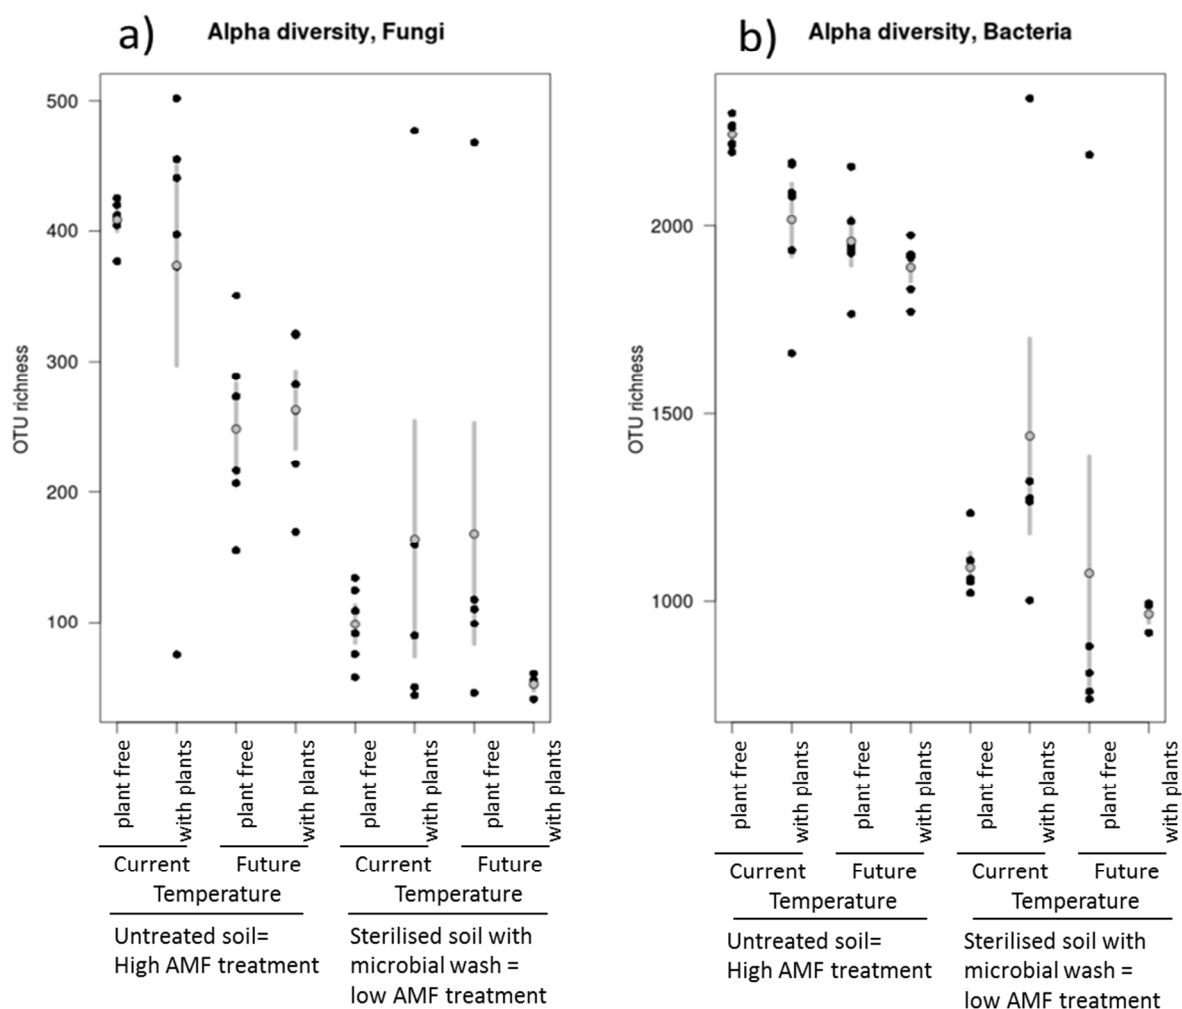 a)
Alpha diversity, Fungi
OTU richness
500
400
300
200
100
plant free
with plants
plant free
with plants
plant free
with plants
plant free
with plants
Current
Future
Current
Future
Temperature
Temperature
Untreated soil=
High AMF treatment
Sterilised soil with
microbial wash =
low AMF treatment
b)
Alpha diversity, Bacteria
OTU richness
2000
1500
1000
plant free
with plants
plant free
with plants
plant free
with plants
plant free
with plants
Current
Future
Current
Future
Temperature
Temperature
Untreated soil=
High AMF treatment
Sterilised soil with
microbial wash =
low AMF treatment